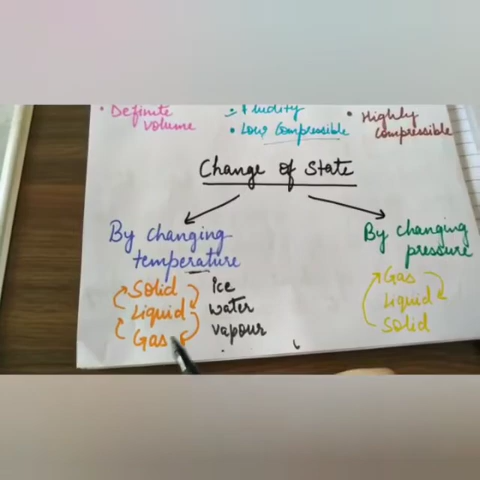 • Definite
volume
→ Fludity
• Low compressible
• Highly
compressible
Change of State
By changing
temperature
Solid
Liquid
Gas
ice
water
vapour
By changing
pressure
Gas
Liquid
Solid